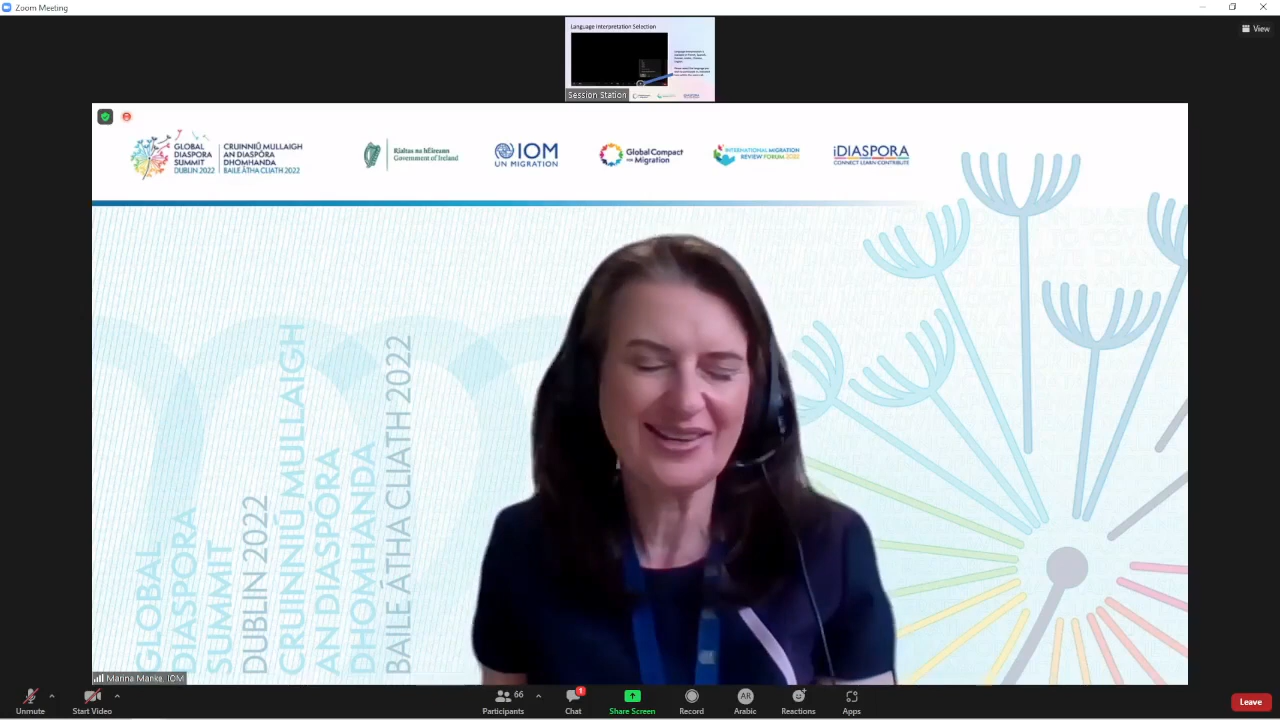 Zoom Meeting
View
Language Interpretation Selection
Session Station
GLOBAL
DIASPORA
SUMMIT
DUBLIN 2022
CRUINNIÚ MULLAIGH
AN DIASPÓRA
DHOMHANDA
BAILE ÁTHA CLIATH 2022
Rialtas na hÉireann
Government of Ireland
IOM
UN MIGRATION
Global Compact
for Migration
INTERNATIONAL MIGRATION
REVIEW FORUM 2022
iDIASPORA
CONNECT LEARN CONTRIBUTE
GLOBAL
DIASPORA
SUMMIT
DUBLIN 2022
CRUINNIÚ MULLAIGH
AN DIASPÓRA
DHOMHANDA
BAILE ÁTHA CLIATH 2022
Marina Manke, IOM
Unmute
Start Video
66
Participants
1
Chat
Share Screen
Record
AR
Arabic
Reactions
Apps
Leave